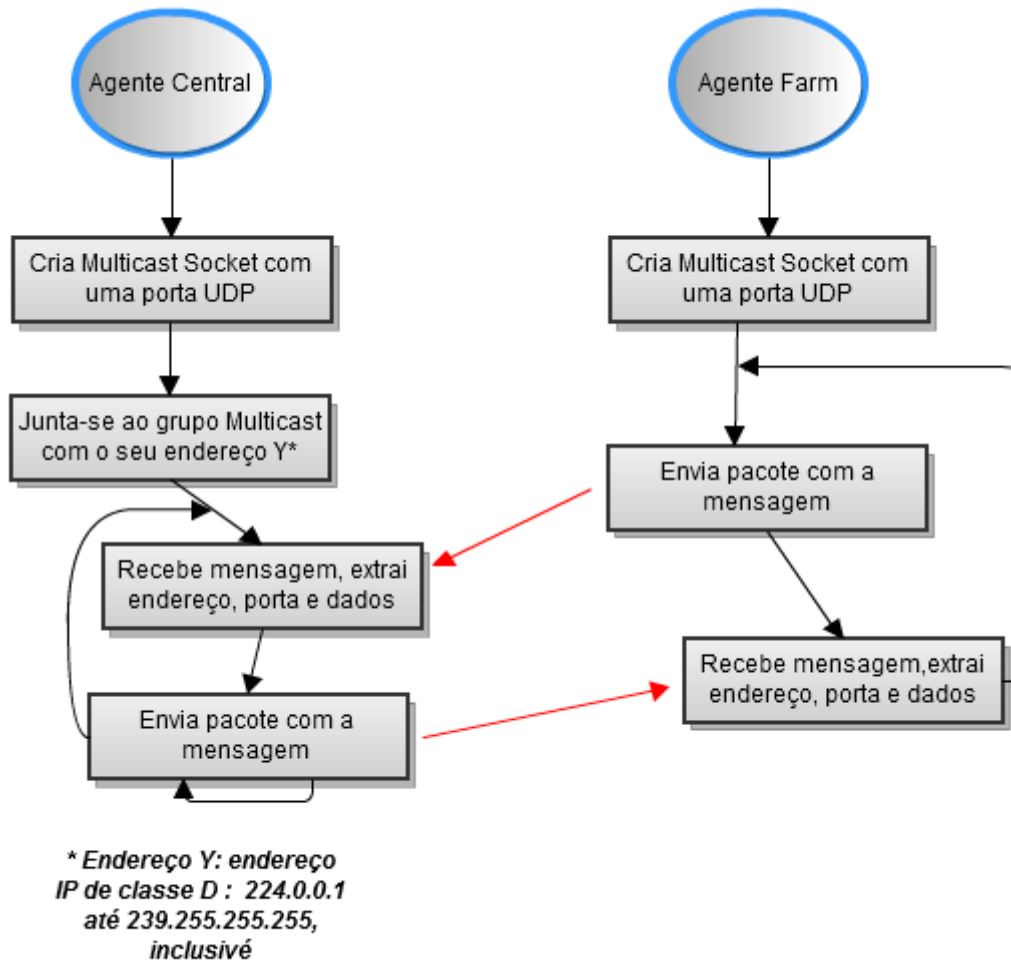 Agente Central
Cria Multicast Socket com
uma porta UDP
Junta-se ao grupo Multicast
com o seu endereço Y*
Recebe mensagem, extrai
endereço, porta e dados
Envia pacote com a
mensagem
* Endereço Y: endereço
IP de classe D :  224.0.0.1
até 239.255.255.255,
inclusivé
Agente Farm
Cria Multicast Socket com
uma porta UDP
Envia pacote com a
mensagem
Recebe mensagem,extrai
endereço, porta e dados